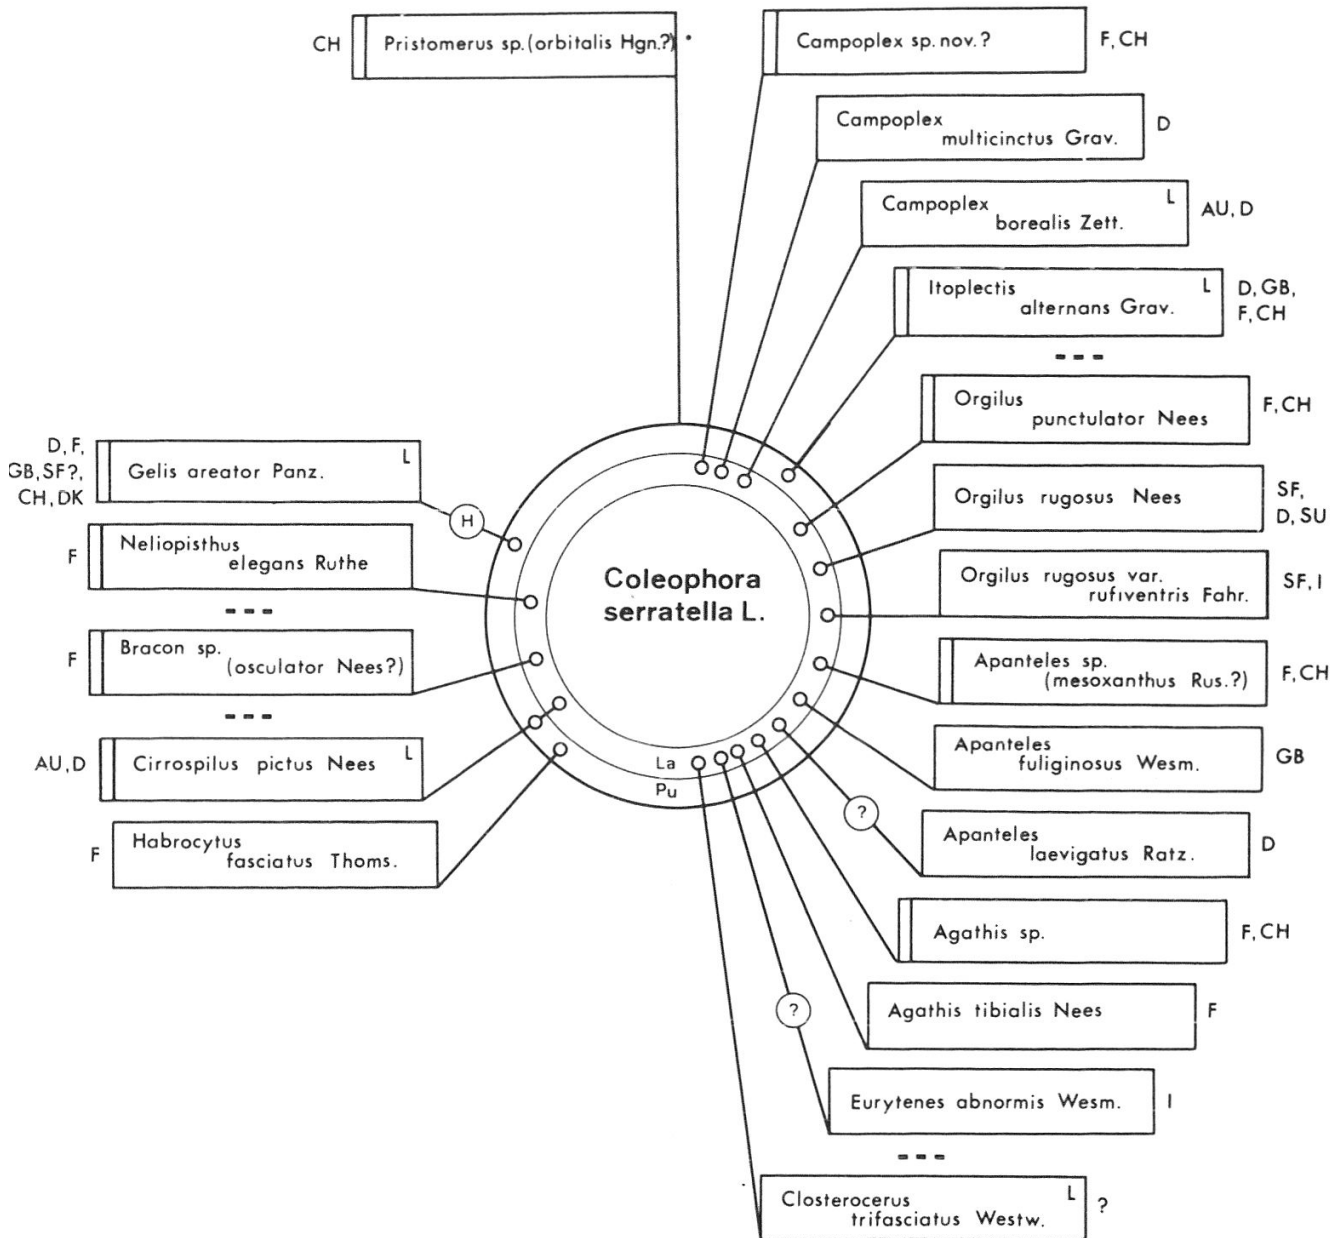 CH Pristomerus sp. (orbitalis Hgn.?)
Campoplex sp. nov. ? F, CH
Campoplex
multicinctus Grav. D
Campoplex L
borealis Zett. AU, D
Itoplectis L D, GB,
alternans Grav. F, CH
---
Orgilus
punctulator Nees F, CH
Orgilus rugosus Nees SF,
D, SU
Orgilus rugosus var.
rufiventris Fahr. SF, I
Apanteles sp.
(mesoxanthus Rus.?) F, CH
Apanteles
fuliginosus Wesm. GB
?
Apanteles
laevigatus Ratz. D
Agathis sp. F, CH
Agathis tibialis Nees F
?
Eurytenes abnormis Wesm. I
---
Closterocerus L
trifasciatus Westw. ?
D, F,
GB, SF?,
CH, DK
Gelis areator Panz. L
H
F Neliopisthus
elegans Ruthe
---
F Bracon sp.
(osculator Nees?)
---
AU, D Cirrospilus pictus Nees L
F Habrocytus
fasciatus Thoms.
Coleophora
serratella L.
La
Pu